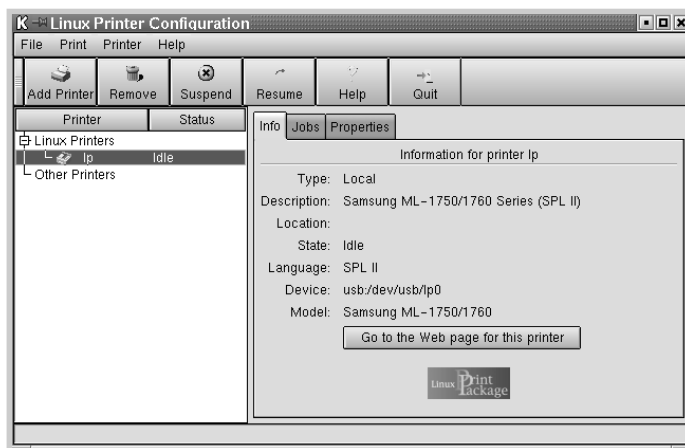 K Linux Printer Configuration
File Print Printer Help
Add Printer Remove Suspend Resume Help Quit
Printer Status
Linux Printers
lp Idle
Other Printers
Info Jobs Properties
Information for printer lp
Type: Local
Description: Samsung ML-1750/1760 Series (SPL II)
Location:
State: Idle
Language: SPL II
Device: usb:/dev/usb/lp0
Model: Samsung ML-1750/1760
Go to the Web page for this printer
Linux Print
Package